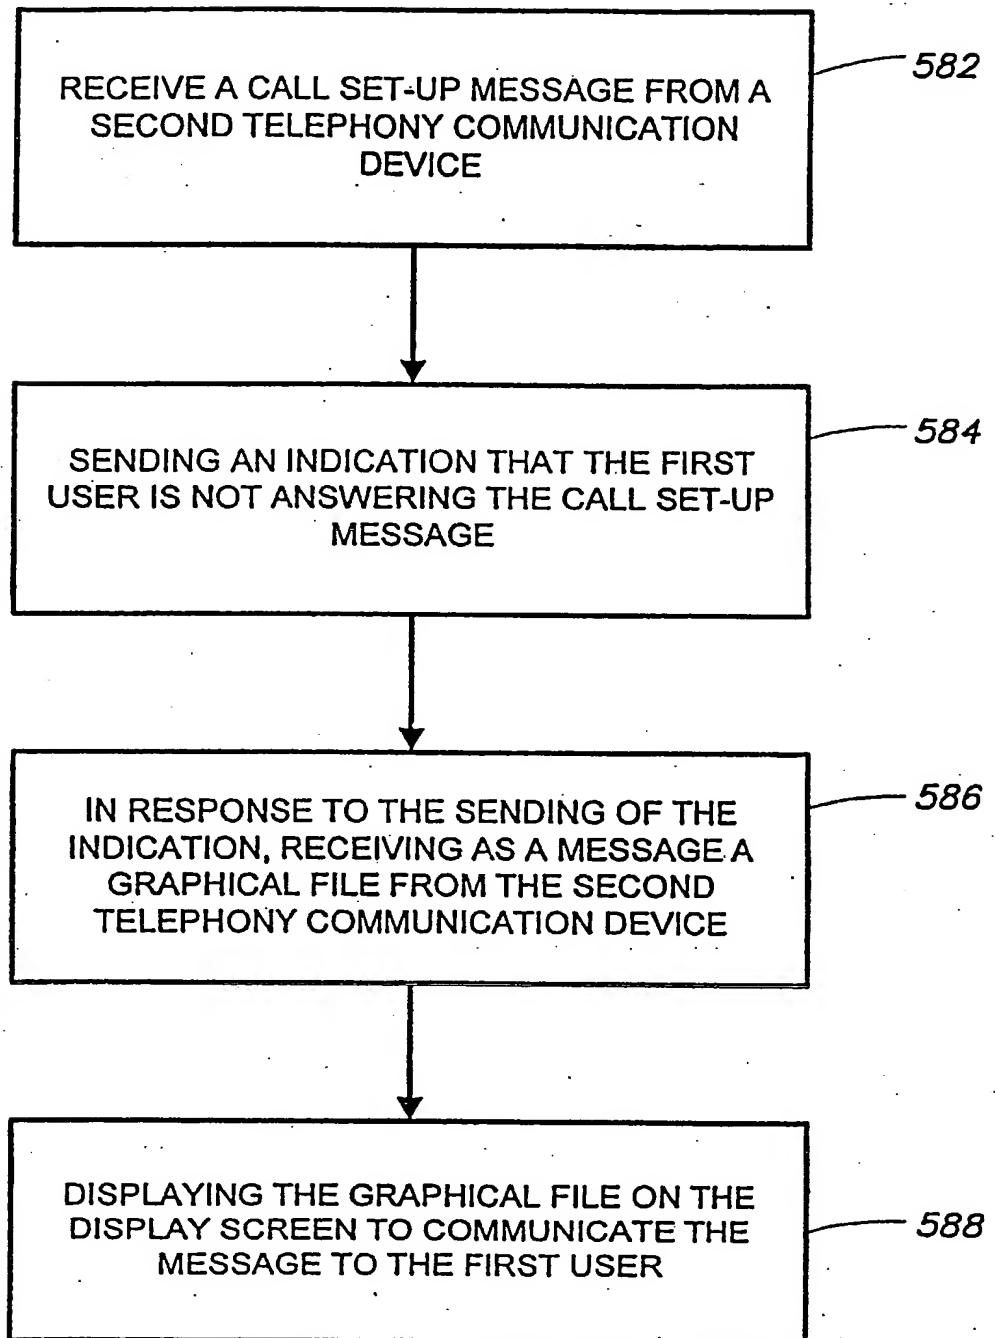 RECEIVE A CALL SET-UP MESSAGE FROM A
SECOND TELEPHONY COMMUNICATION
DEVICE
582
SENDING AN INDICATION THAT THE FIRST
USER IS NOT ANSWERING THE CALL SET-UP
MESSAGE
584
IN RESPONSE TO THE SENDING OF THE
INDICATION, RECEIVING AS A MESSAGE A
GRAPHICAL FILE FROM THE SECOND
TELEPHONY COMMUNICATION DEVICE
586
DISPLAYING THE GRAPHICAL FILE ON THE
DISPLAY SCREEN TO COMMUNICATE THE
MESSAGE TO THE FIRST USER
588